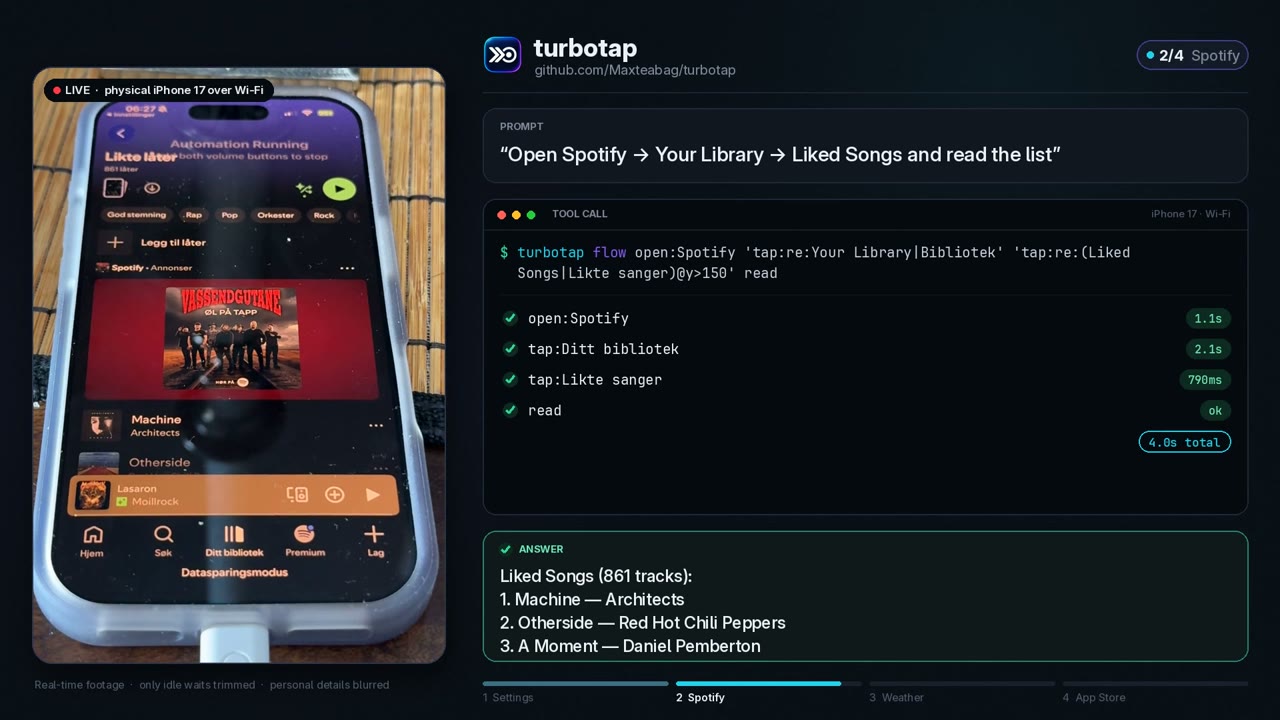 LIVE · physical iPhone 17 over Wi-Fi
06:27
Innstillinger
Automation Running
both volume buttons to stop
Likte låter
861 låter
God stemning
Rap
Pop
Orkester
Rock
Legg til låter
Spotify · Annonser
VASSENDGUTANE
ØL PÅ TAPP
HØR PÅ
Machine
Architects
Otherside
Lasaron
Moillrock
Hjem
Søk
Ditt bibliotek
Premium
Lag
Datasparingsmodus
Real-time footage · only idle waits trimmed · personal details blurred
turbotap
github.com/Maxteabag/turbotap
2/4 Spotify
PROMPT
“Open Spotify → Your Library → Liked Songs and read the list”
TOOL CALL
iPhone 17 · Wi-Fi
$ turbotap flow open:Spotify 'tap:re:Your Library|Bibliotek' 'tap:re:(Liked
Songs|Likte sanger)@y>150' read
open:Spotify 1.1s
tap:Ditt bibliotek 2.1s
tap:Likte sanger 790ms
read ok
4.0s total
ANSWER
Liked Songs (861 tracks):
1. Machine — Architects
2. Otherside — Red Hot Chili Peppers
3. A Moment — Daniel Pemberton
1 Settings
2 Spotify
3 Weather
4 App Store